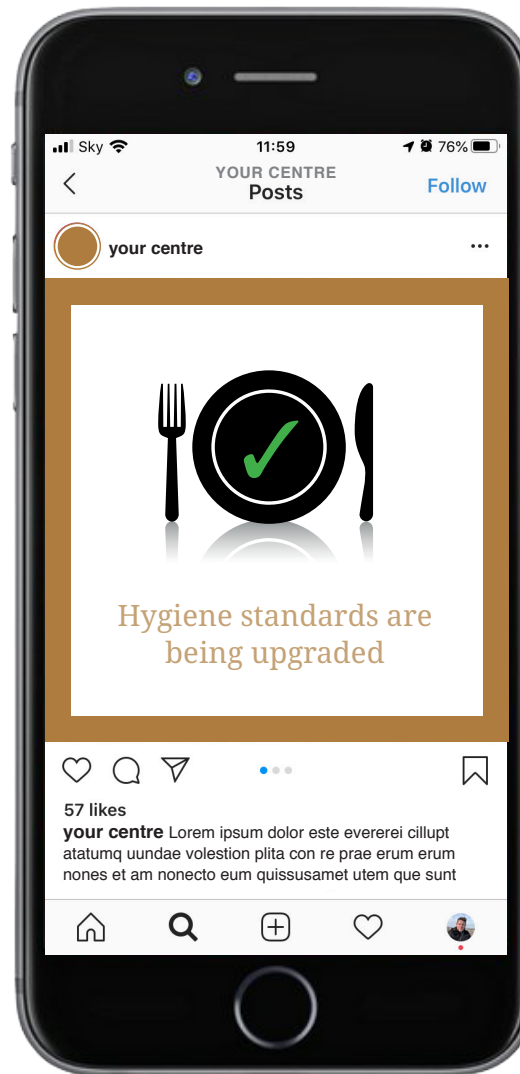 Sky 11:59 76%
YOUR CENTRE
Posts
Follow
your centre
Hygiene standards are
being upgraded
57 likes
your centre Lorem ipsum dolor este evererei cillupt
atatumq uundae volestion plita con re prae erum erum
nones et am nonecto eum quissusamet utem que sunt